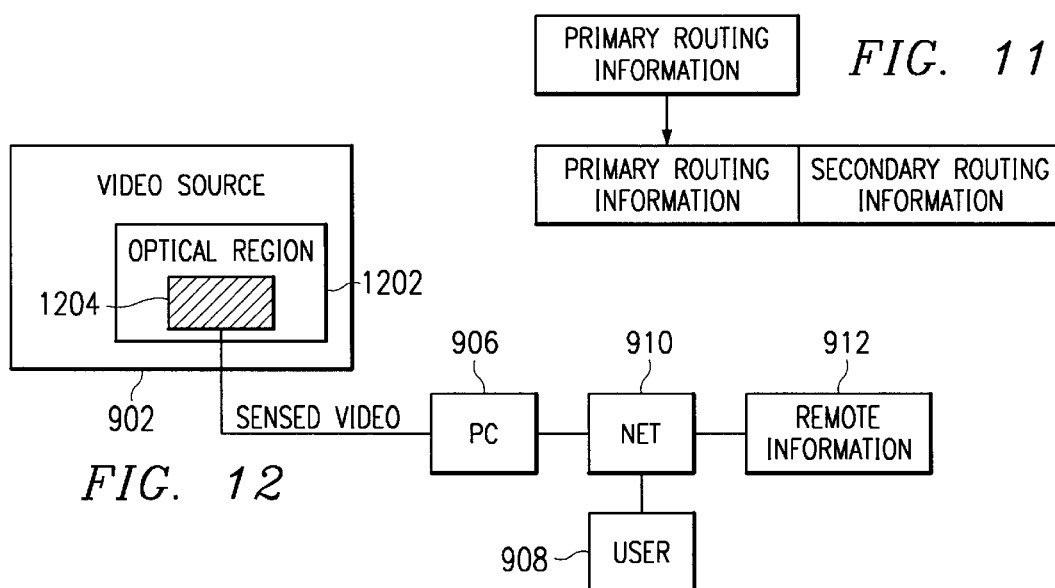 PRIMARY ROUTING
INFORMATION
FIG. 11
PRIMARY ROUTING
INFORMATION
SECONDARY ROUTING
INFORMATION
VIDEO SOURCE
OPTICAL REGION
1204
1202
902
SENSED VIDEO
906
PC
910
NET
912
REMOTE
INFORMATION
FIG. 12
908
USER